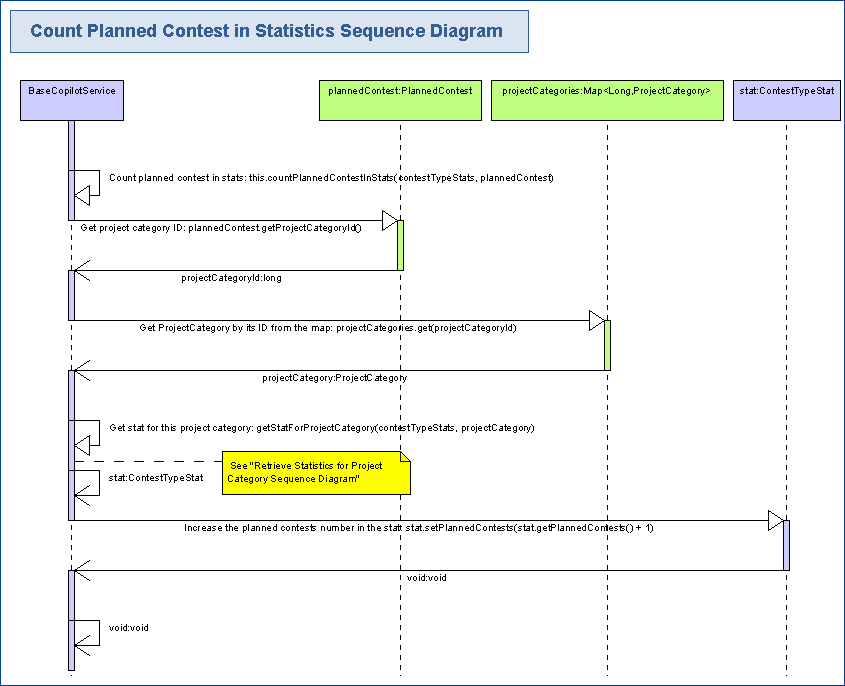 Count Planned Contest in Statistics Sequence Diagram
BaseCopilotService
plannedContest:PlannedContest
projectCategories:Map<Long,ProjectCategory>
stat:ContestTypeStat
Count planned contest in stats: this.countPlannedContestInStats(contestTypeStats, plannedContest)
Get project category ID: plannedContest.getProjectCategoryId()
projectCategoryId:long
Get ProjectCategory by its ID from the map: projectCategories.get(projectCategoryId)
projectCategory:ProjectCategory
Get stat for this project category: getStatForProjectCategory(contestTypeStats, projectCategory)
See "Retrieve Statistics for Project
Category Sequence Diagram"
stat:ContestTypeStat
Increase the planned contests number in the stat: stat.setPlannedContests(stat.getPlannedContests() + 1)
void:void
void:void